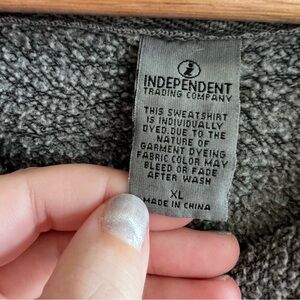 INDEPENDENT
TRADING COMPANY
THIS SWEATSHIRT
IS INDIVIDUALLY
DYED.DUE TO THE
NATURE OF
GARMENT DYEING
FABRIC COLOR MAY
BLEED OR FADE
AFTER WASH
XL
MADE IN CHINA